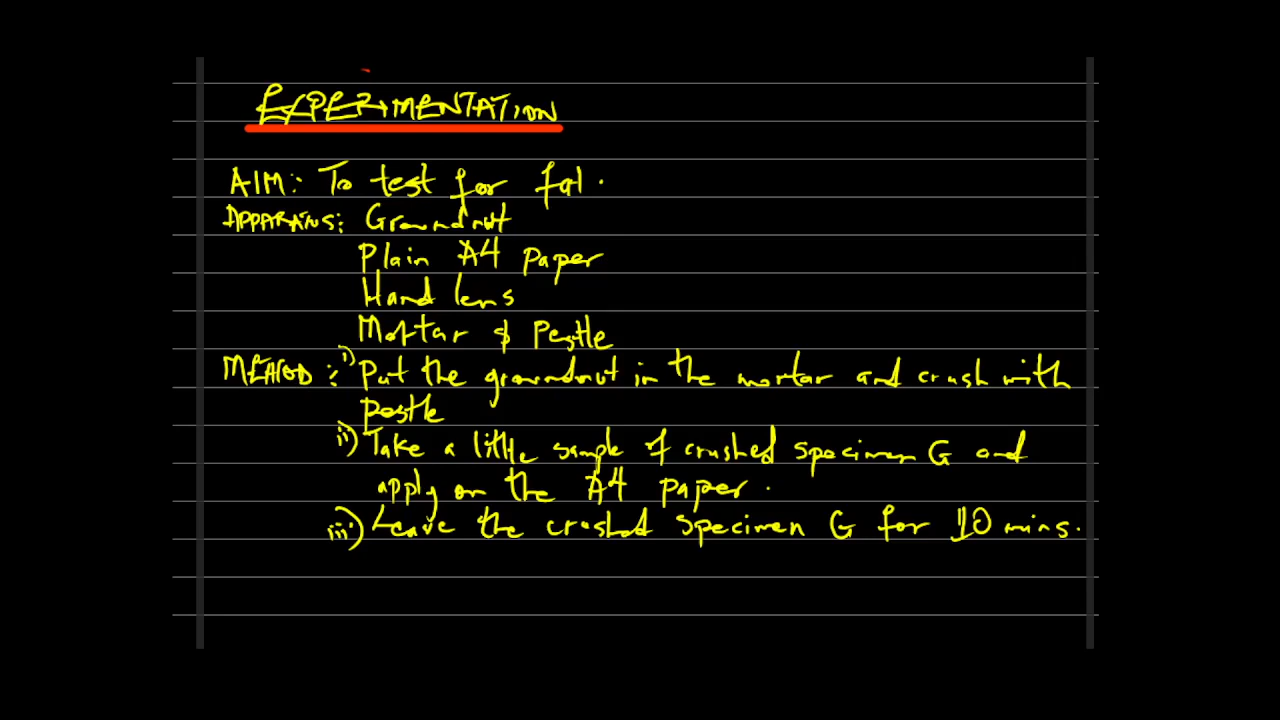 EXPERIMENTATION
AIM:- To test for fat.
APPARATUS: Groundnut
Plain A4 paper
Hand lens
Mortar & Pestle
METHOD:- i) Put the groundnut in the mortar and crush with
pestle
ii) Take a little sample of crushed specimen G and
apply on the A4 paper.
iii) Leave the crushed specimen G for 10 mins.